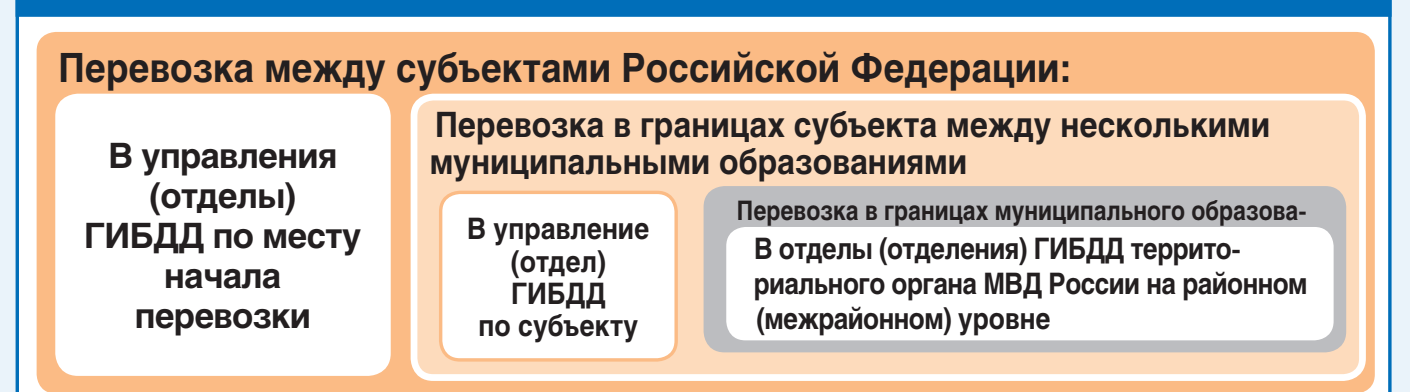 Перевозка между субъектами Российской Федерации:
В управления
(отделы)
ГИБДД по месту
начала
перевозки
Перевозка в границах субъекта между несколькими
муниципальными образованиями
В управление
(отдел)
ГИБДД
по субъекту
Перевозка в границах муниципального образова-
В отделы (отделения) ГИБДД террито-
риального органа МВД России на районном
(межрайонном) уровне